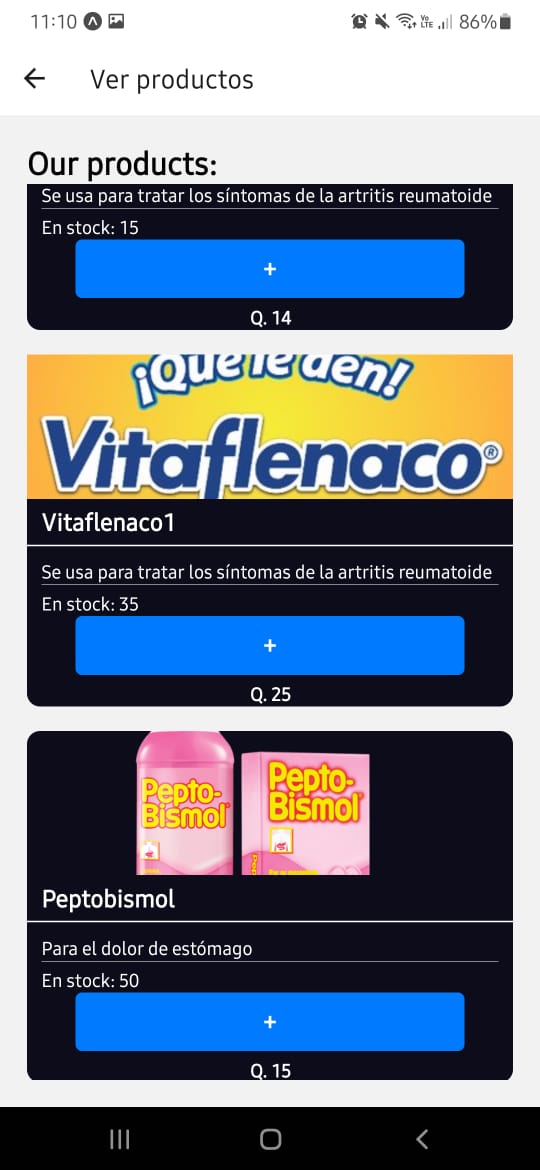 11:10 Vo LTE 86%
Ver productos
Our products:
Se usa para tratar los síntomas de la artritis reumatoide
En stock: 15
+
Q. 14
¡Que le den!
Vitaflenaco®
Vitaflenaco1
Se usa para tratar los síntomas de la artritis reumatoide
En stock: 35
+
Q. 25
Pepto-
Bismol
Pepto-
Bismol
Peptobismol
Para el dolor de estómago
En stock: 50
+
Q. 15